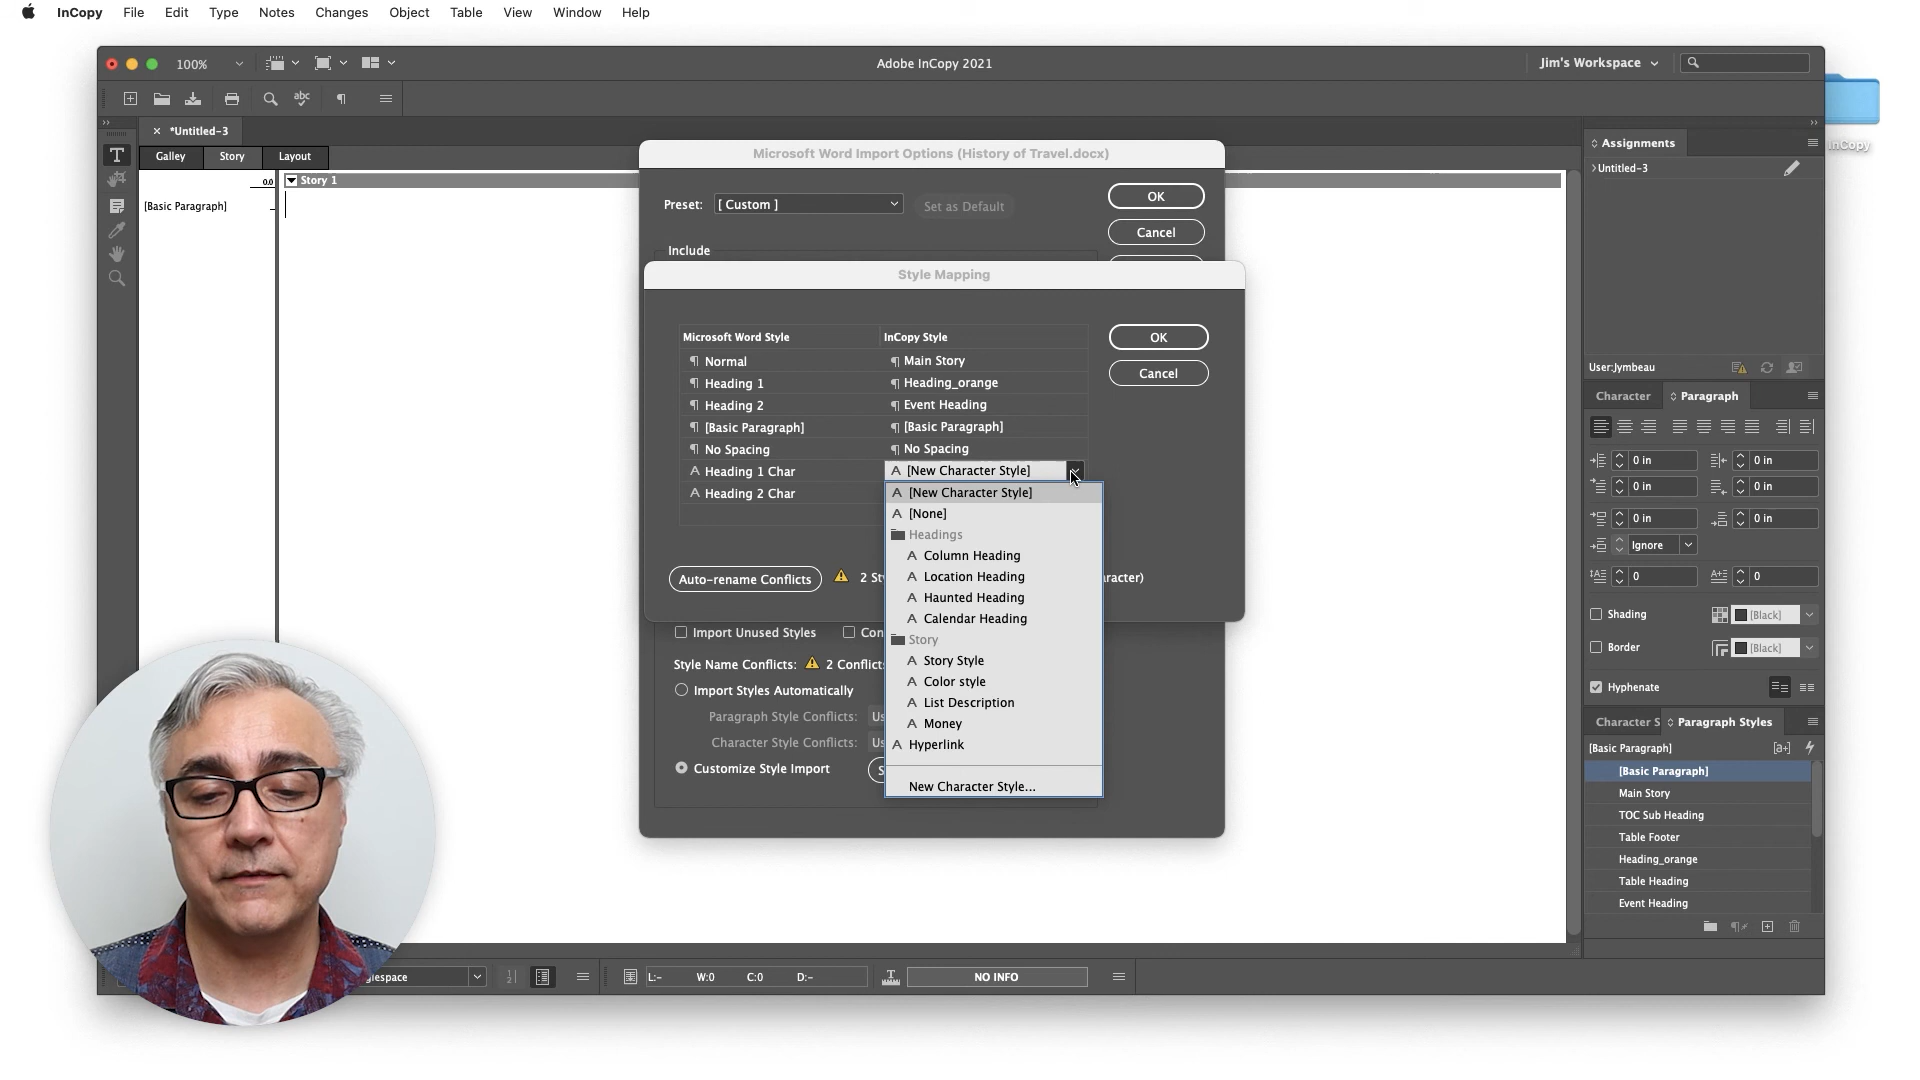 InCopy File Edit Type Notes Changes Object Table View Window Help
100% Adobe InCopy 2021 Jim's Workspace
abc
*Untitled-3
Galley Story Layout
0.0 Story 1
[Basic Paragraph]
Microsoft Word Import Options (History of Travel.docx)
Preset: [ Custom ] Set as Default OK
Cancel
Include
Style Mapping
Microsoft Word Style InCopy Style OK
Normal Main Story
Heading 1 Heading_orange Cancel
Heading 2 Event Heading
[Basic Paragraph] [Basic Paragraph]
No Spacing No Spacing
A Heading 1 Char A [New Character Style]
A Heading 2 Char
A [New Character Style]
A [None]
Headings
A Column Heading
A Location Heading
A Haunted Heading
A Calendar Heading
Story
A Story Style
A Color style
A List Description
A Money
A Hyperlink
New Character Style...
Auto-rename Conflicts 2
Import Unused Styles
Style Name Conflicts: 2
Import Styles Automatically
Paragraph Style Conflicts:
Character Style Conflicts:
Customize Style Import
InCopy
Assignments
Untitled-3
User:Jymbeau
Character Paragraph
0 in 0 in
0 in 0 in
0 in 0 in
Ignore
0 0
Shading [Black]
Border [Black]
Hyphenate
Character S Paragraph Styles
[Basic Paragraph] [a+]
[Basic Paragraph]
Main Story
TOC Sub Heading
Table Footer
Heading_orange
Table Heading
Event Heading
L:– W:0 C:0 D:– NO INFO